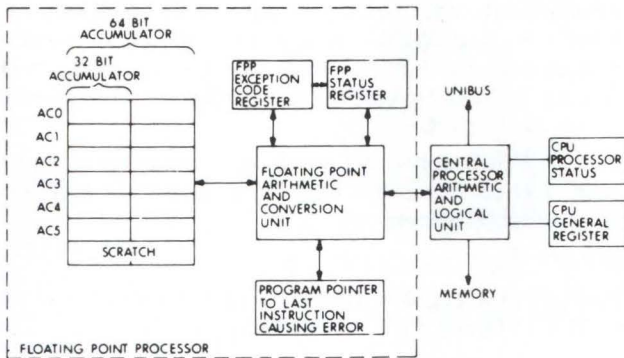 64 BIT
ACCUMULATOR
32 BIT
ACCUMULATOR
AC0
AC1
AC2
AC3
AC4
AC5
SCRATCH
FPP
EXCEPTION
CODE
REGISTER
FPP
STATUS
REGISTER
FLOATING POINT
ARITHMETIC
AND
CONVERSION
UNIT
PROGRAM POINTER
TO LAST
INSTRUCTION
CAUSING ERROR
FLOATING POINT PROCESSOR
UNIBUS
CENTRAL
PROCESSOR
ARITHMETIC
AND
LOGICAL
UNIT
MEMORY
CPU
PROCESSOR
STATUS
CPU
GENERAL
REGISTER